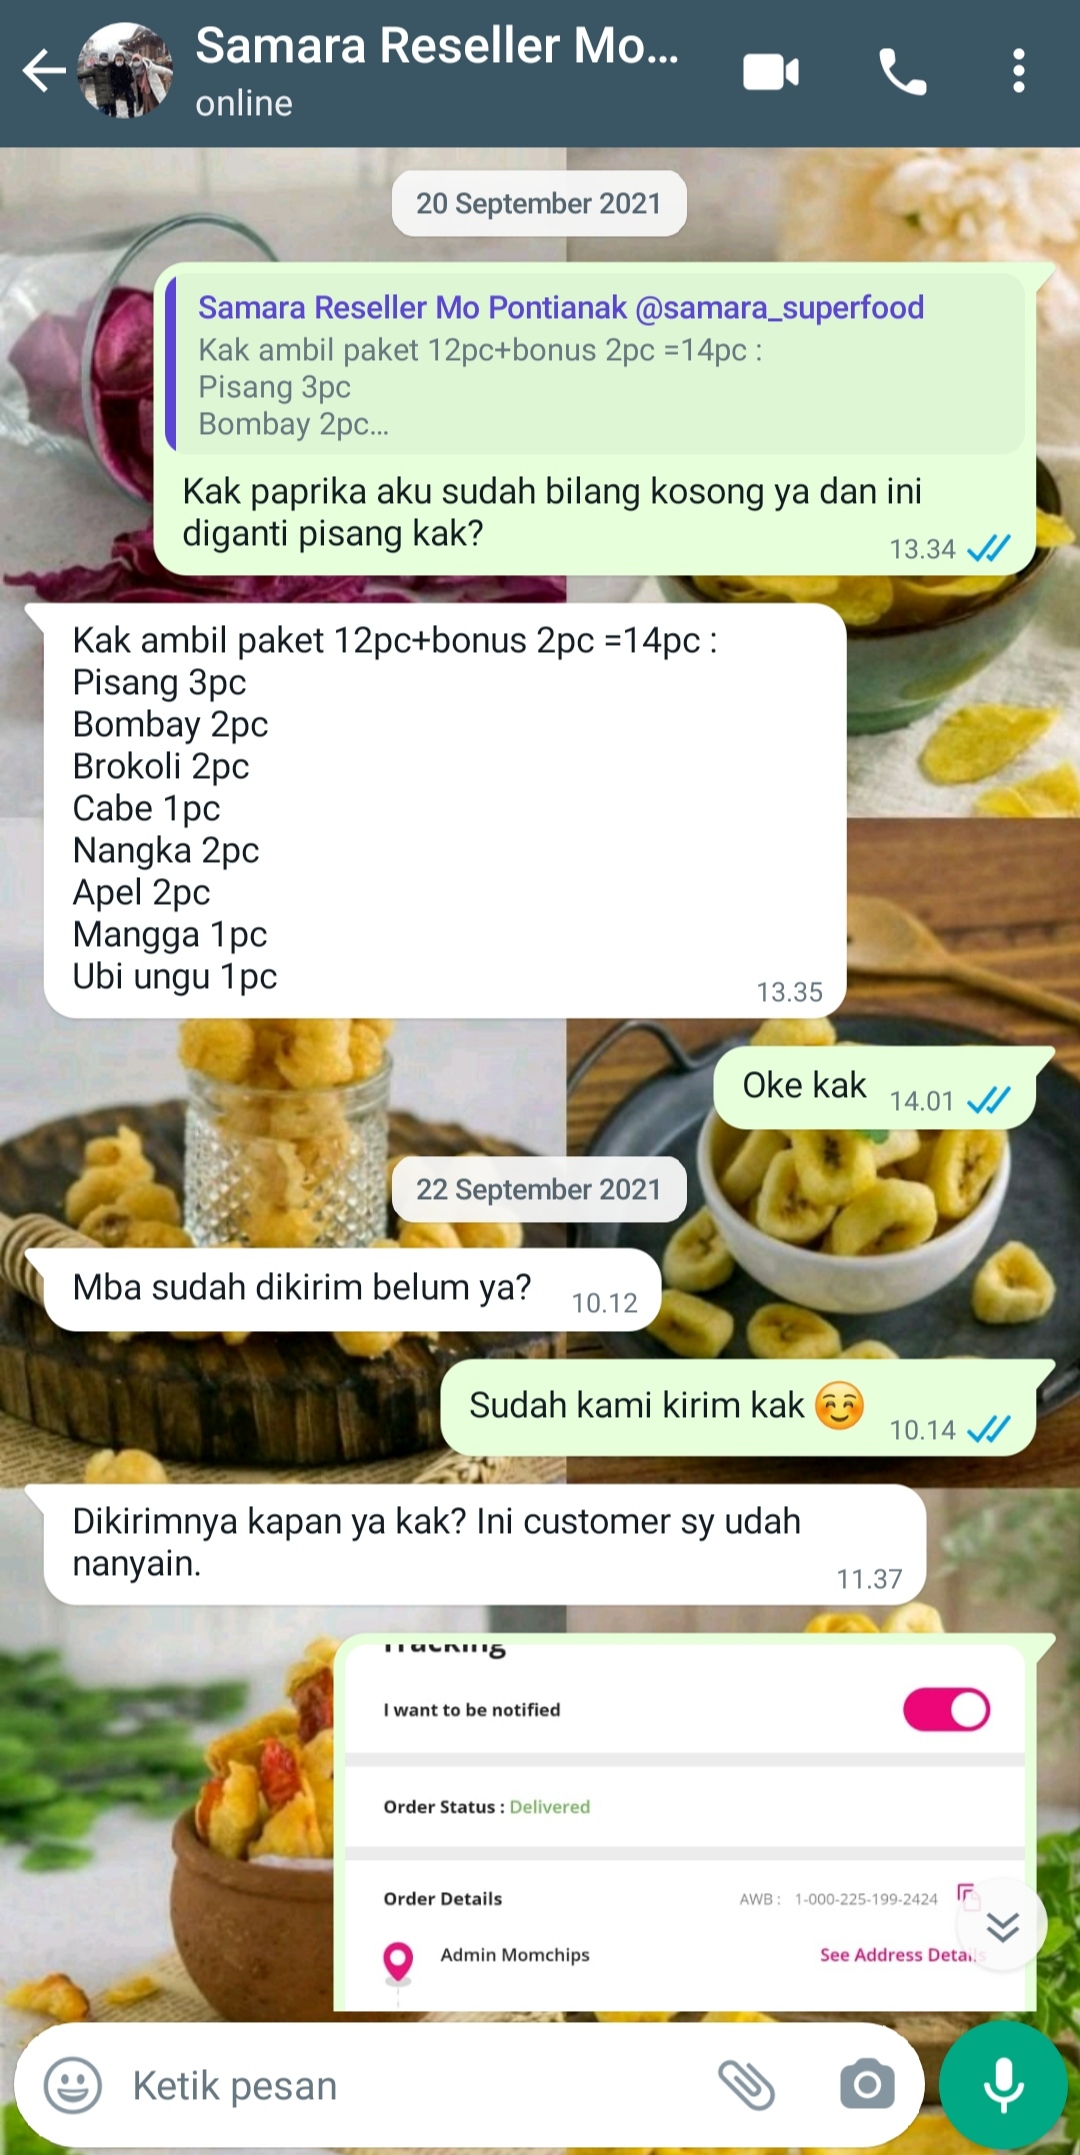 Samara Reseller Mo...
online
20 September 2021
Samara Reseller Mo Pontianak @samara_superfood
Kak ambil paket 12pc+bonus 2pc =14pc :
Pisang 3pc
Bombay 2pc...
Kak paprika aku sudah bilang kosong ya dan ini
diganti pisang kak?
13.34
Kak ambil paket 12pc+bonus 2pc =14pc :
Pisang 3pc
Bombay 2pc
Brokoli 2pc
Cabe 1pc
Nangka 2pc
Apel 2pc
Mangga 1pc
Ubi ungu 1pc
13.35
Oke kak 14.01
22 September 2021
Mba sudah dikirim belum ya? 10.12
Sudah kami kirim kak ☺️ 10.14
Dikirimnya kapan ya kak? Ini customer sy udah
nanyain.
11.37
Tracking
I want to be notified
Order Status : Delivered
Order Details AWB : 1-000-225-199-2424
Admin Momchips See Address Details
Ketik pesan